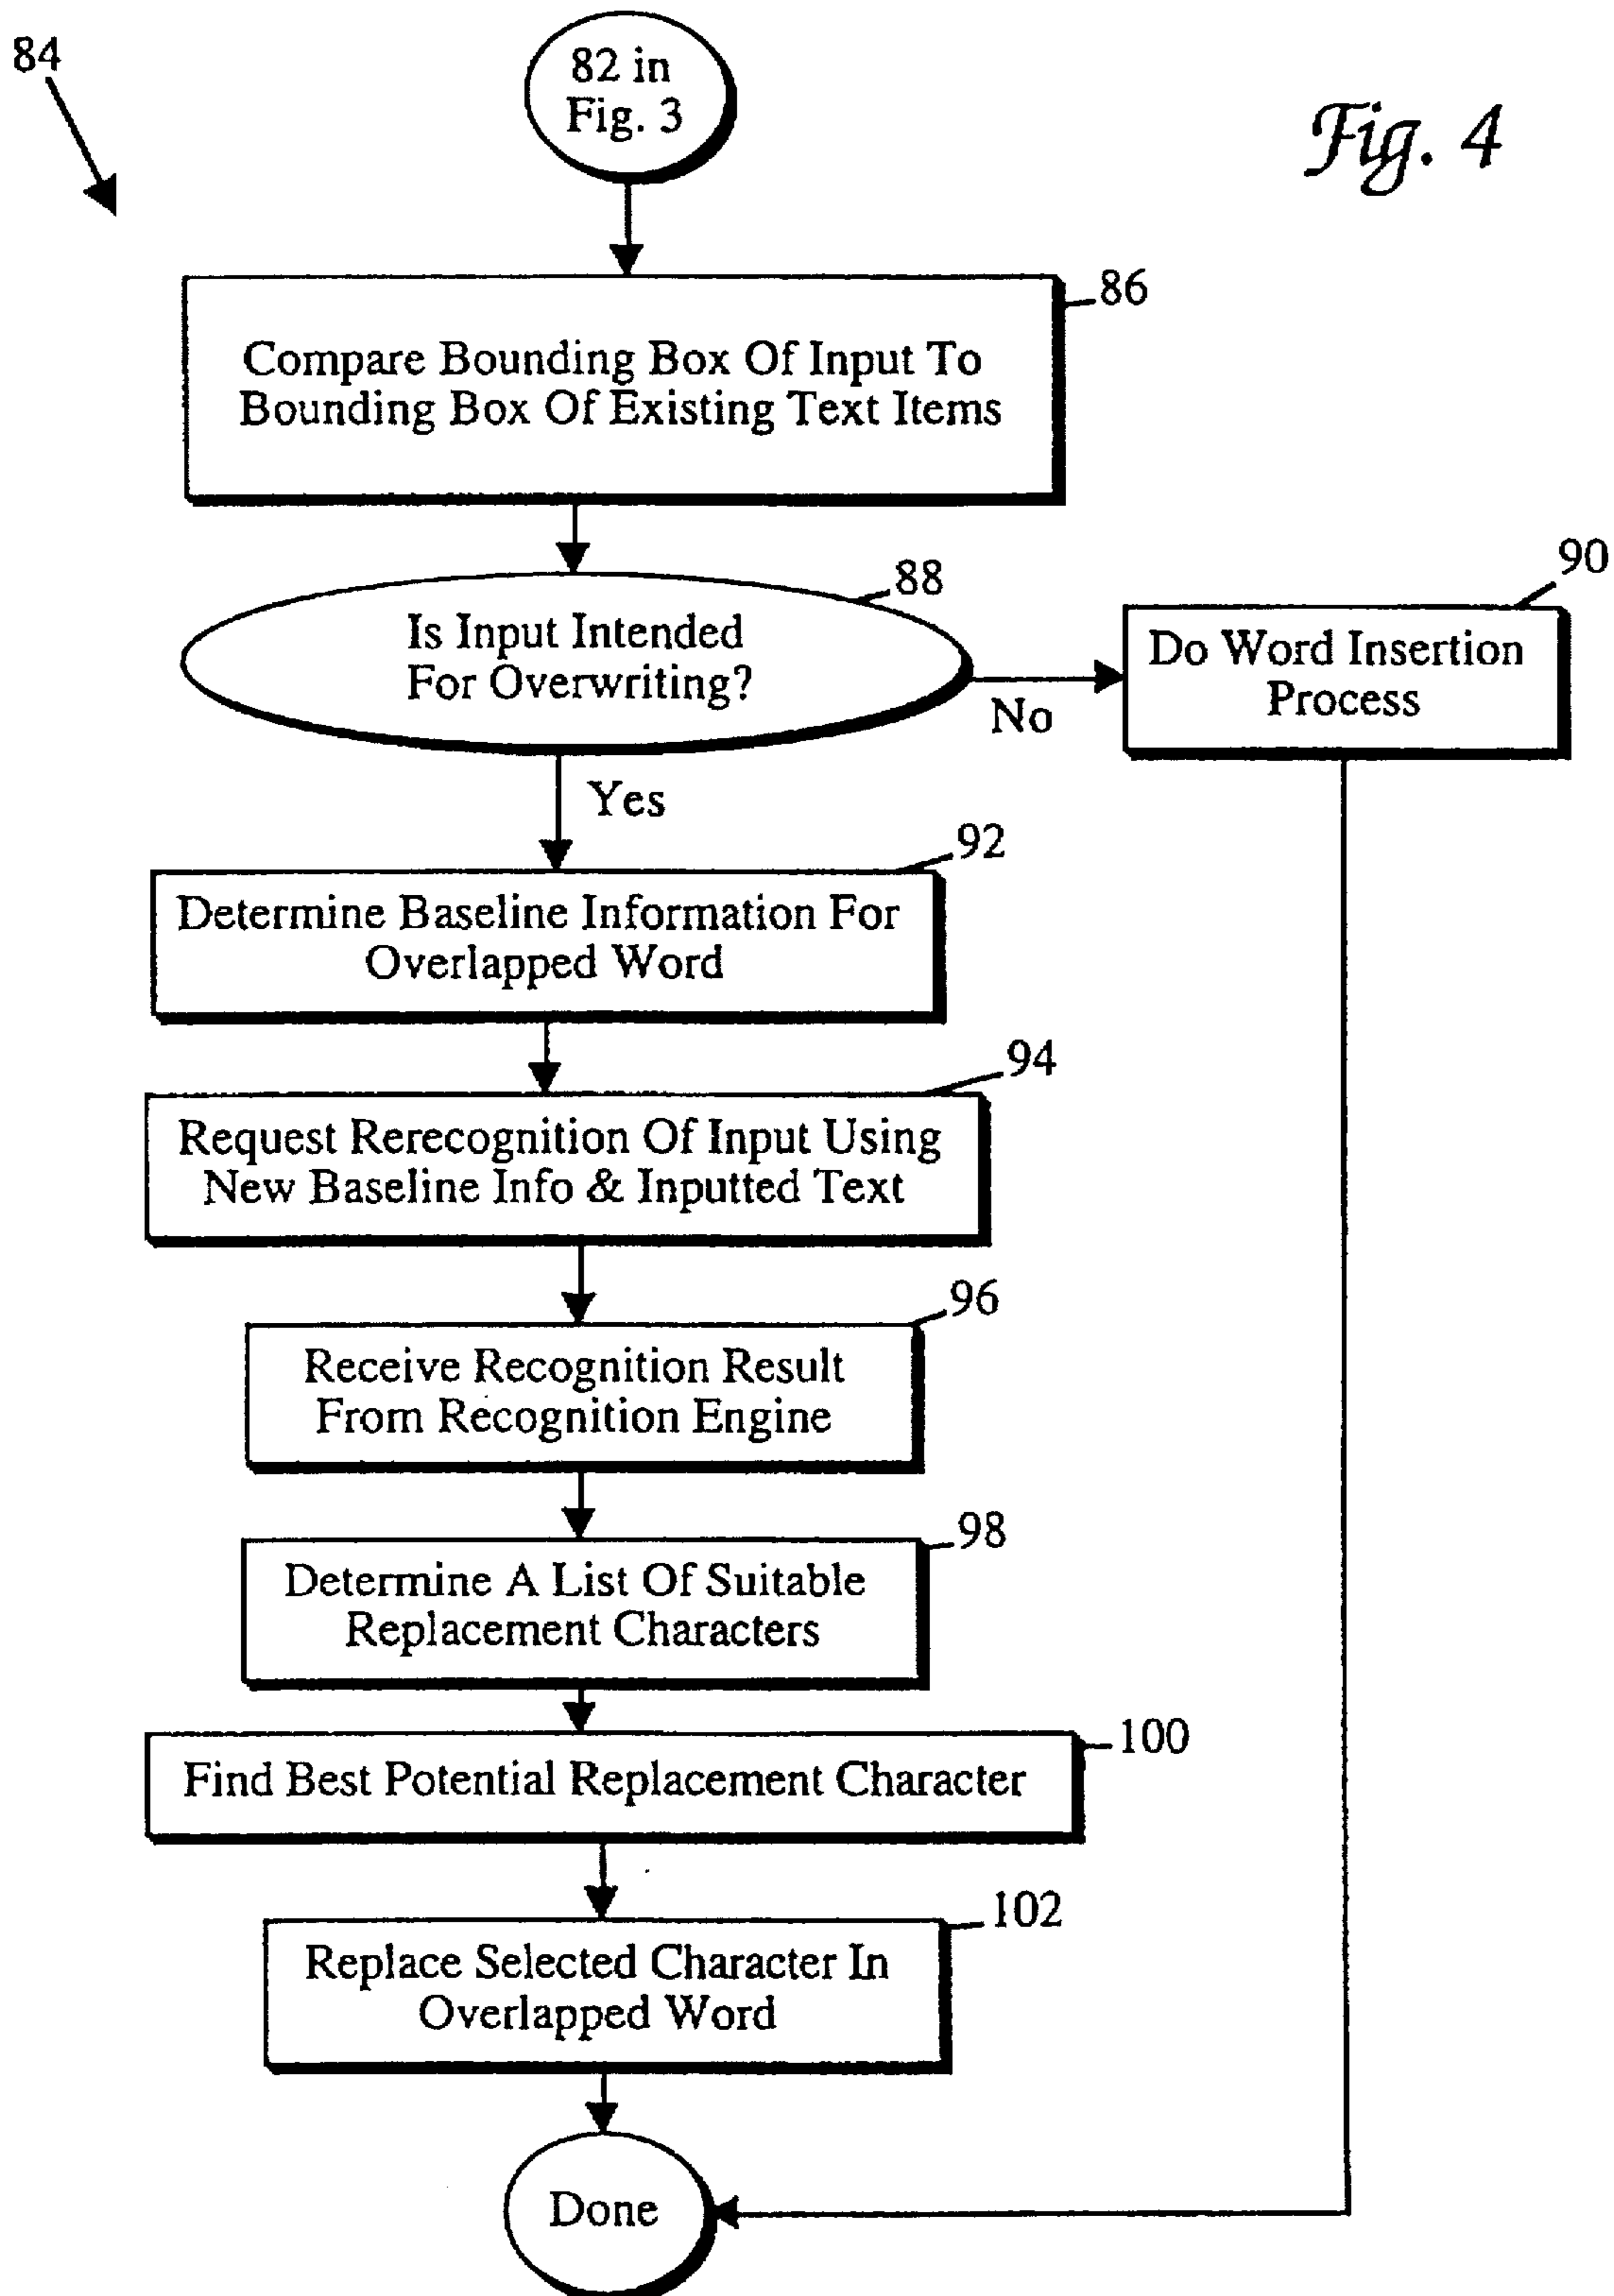 84
82 in
Fig. 3
Fig. 4
86
Compare Bounding Box Of Input To
Bounding Box Of Existing Text Items
88
Is Input Intended
For Overwriting?
90
Do Word Insertion
Process
No
Yes
92
Determine Baseline Information For
Overlapped Word
94
Request Rerecognition Of Input Using
New Baseline Info & Inputted Text
96
Receive Recognition Result
From Recognition Engine
98
Determine A List Of Suitable
Replacement Characters
100
Find Best Potential Replacement Character
102
Replace Selected Character In
Overlapped Word
Done